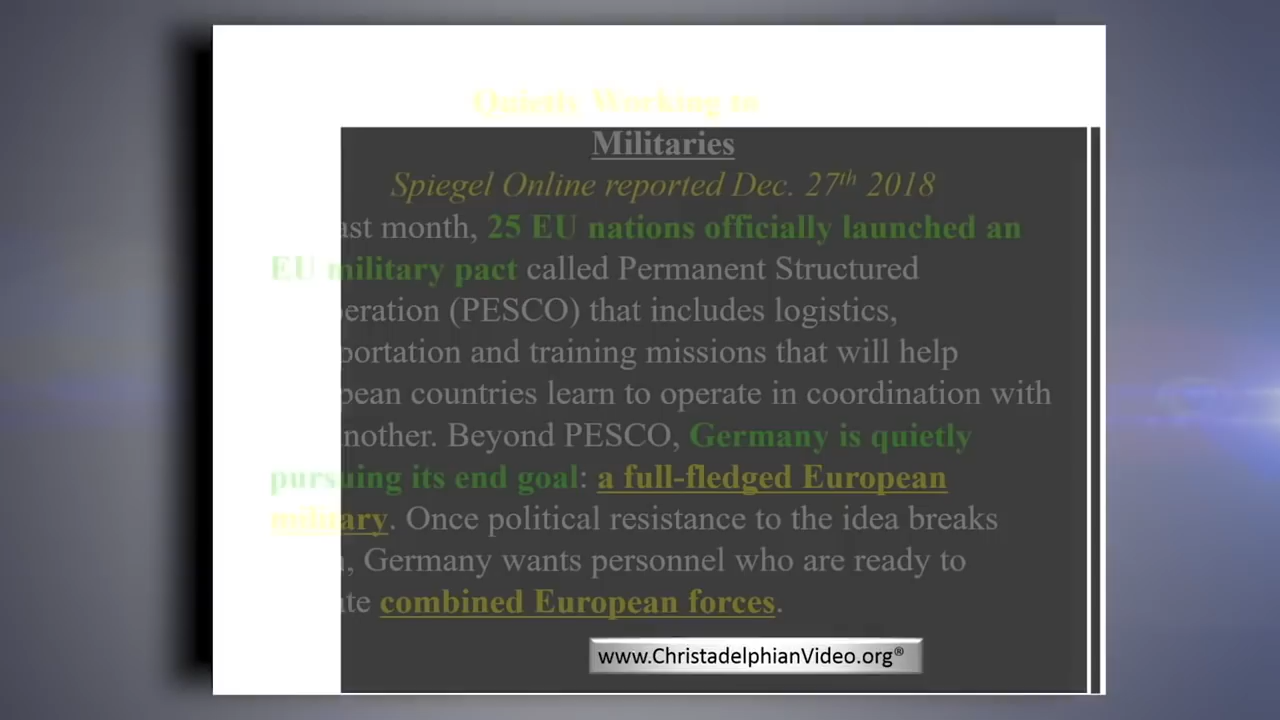 Quietly Working to
Militaries
Spiegel Online reported Dec. 27th 2018
ast month, 25 EU nations officially launched an
EU military pact called Permanent Structured
peration (PESCO) that includes logistics,
portation and training missions that will help
pean countries learn to operate in coordination with
nother. Beyond PESCO, Germany is quietly
pursuing its end goal: a full-fledged European
military. Once political resistance to the idea breaks
, Germany wants personnel who are ready to
te combined European forces.
www.ChristadelphianVideo.org®